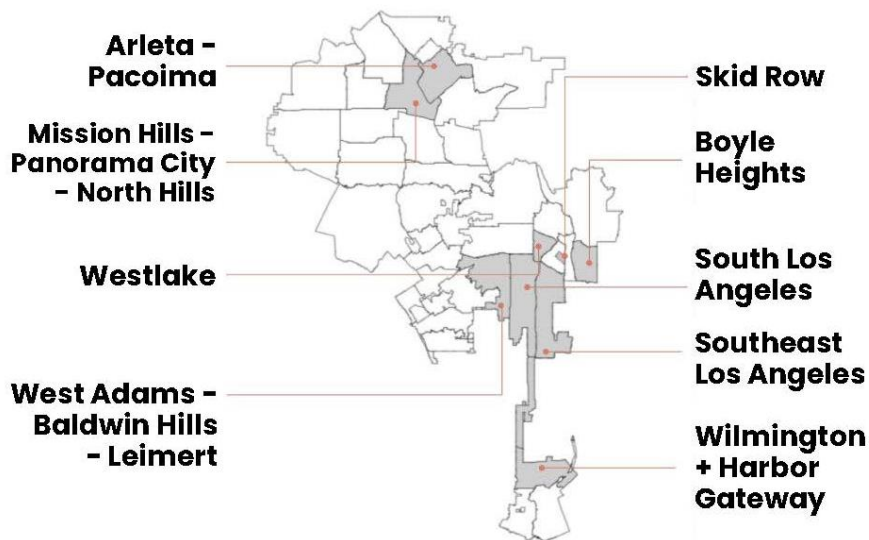 Arleta -
Pacoima
Mission Hills -
Panorama City
- North Hills
Westlake
West Adams -
Baldwin Hills
- Leimert
Skid Row
Boyle
Heights
South Los
Angeles
Southeast
Los Angeles
Wilmington
+ Harbor
Gateway